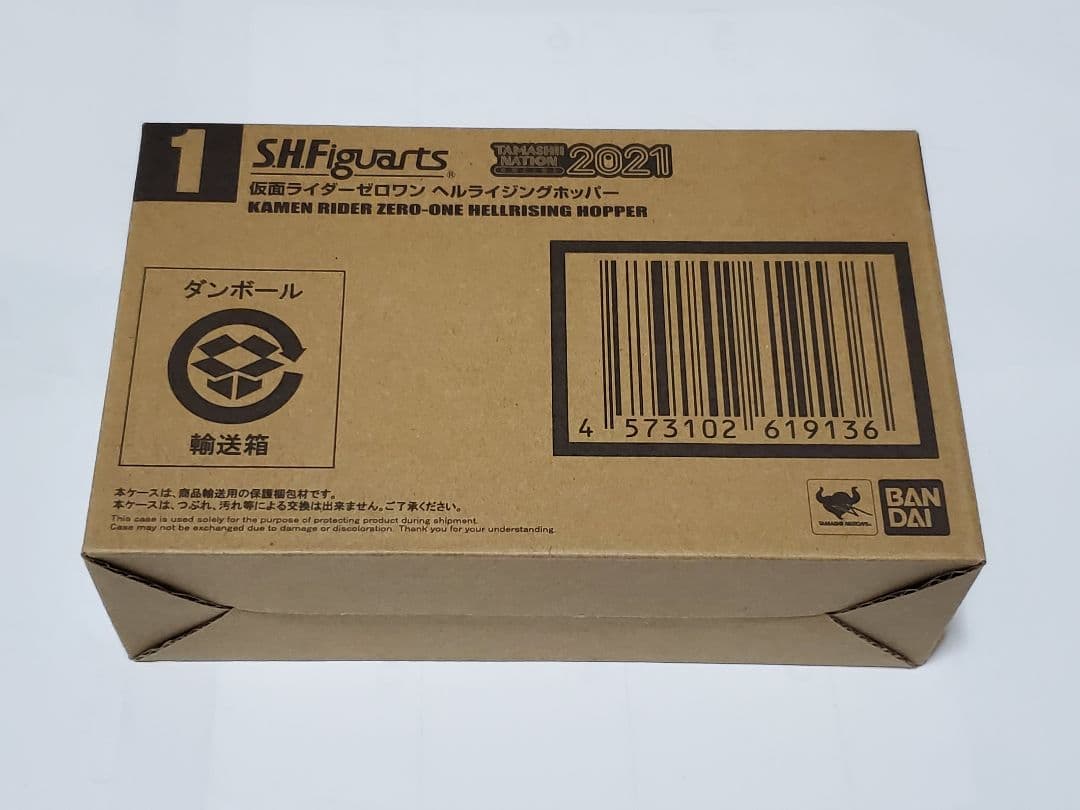 1
S.H.Figuarts®
TAMASHII NATION ONLINE 2021
仮面ライダーゼロワン ヘルライジングホッパー
KAMEN RIDER ZERO-ONE HELLRISING HOPPER
ダンボール
輸送箱
4 573102 619136
本ケースは、商品輸送用の保護梱包材です。
本ケースは、つぶれ、汚れ等による交換は出来ません。ご了承ください。
This case is used solely for the purpose of protecting product during shipment.
Case may not be exchanged due to damage or discoloration. Thank you for your understanding.
TAMASHII NATIONS
BAN
DAI